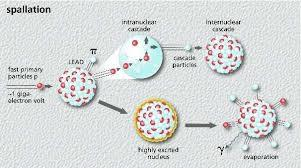 spallation
intranuclear
cascade
internuclear
cascade
π
LEAD
cascade
particles
fast primary
particles p
~1 giga-
electron volt
highly excited
nucleus
γ
evaporation